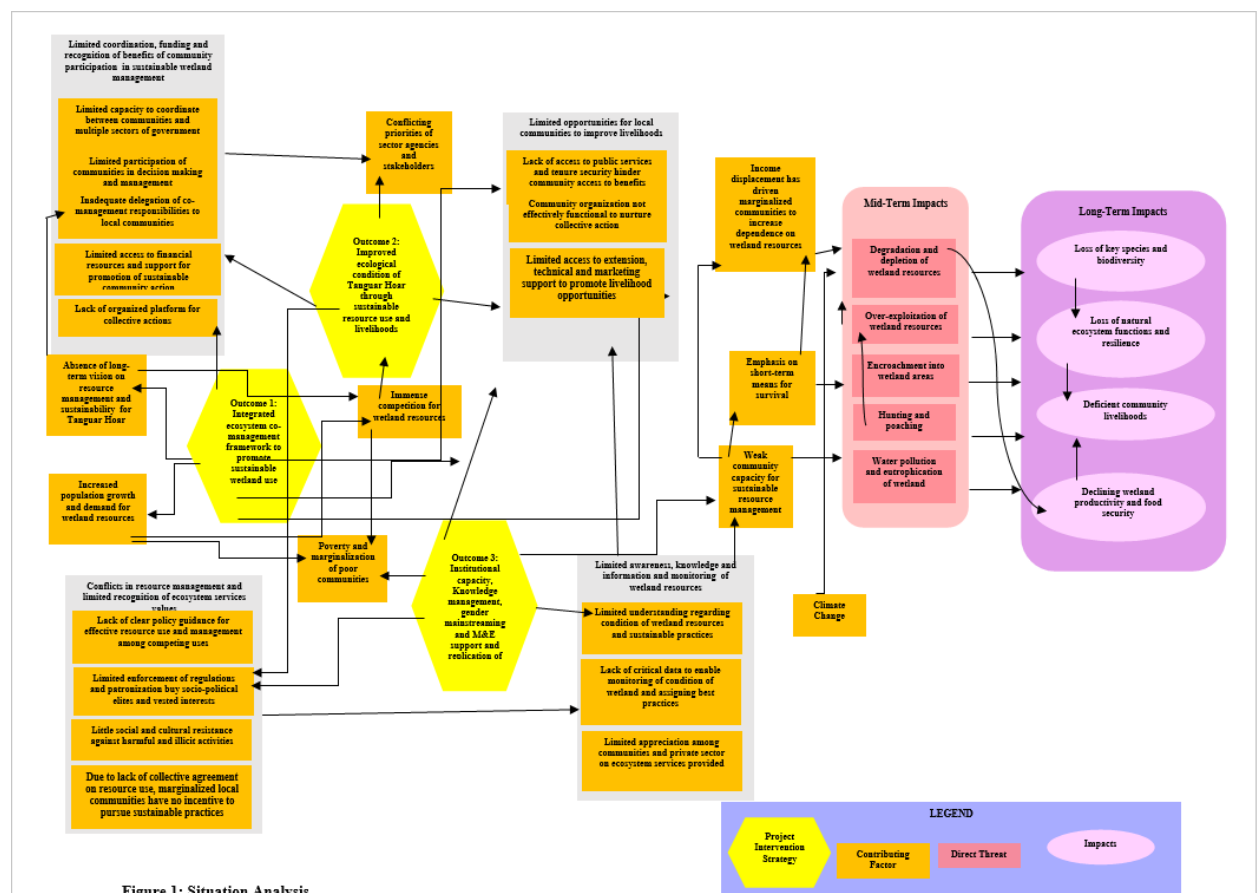 Limited coordination, funding and
recognition of benefits of community
participation in sustainable wetland
management
Limited capacity to coordinate
between communities and
multiple sectors of government
Limited participation of
communities in decision making
and management
Inadequate delegation of co-
management responsibilities to
local communities
Limited access to financial
resources and support for
promotion of sustainable
community action
Lack of organized platform for
collective actions
Absence of long-
term vision on
resource
management and
sustainability for
Tanguar Hoar
Increased
population growth
and demand for
wetland resources
Conflicts in resource management and
limited recognition of ecosystem services
values
Lack of clear policy guidance for
effective resource use and management
among competing uses
Limited enforcement of regulations
and patronization buy socio-political
elites and vested interests
Little social and cultural resistance
against harmful and illicit activities
Due to lack of collective agreement
on resource use, marginalized local
communities have no incentive to
pursue sustainable practices
Outcome 1:
Integrated
ecosystem co-
management
framework to
promote
sustainable
wetland use
Conflicting
priorities of
sector agencies
and
stakeholders
Outcome 2:
Improved
ecological
condition of
Tanguar Hoar
through
sustainable
resource use and
livelihoods
Immense
competition for
wetland resources
Poverty and
marginalization
of poor
communities
Outcome 3:
Institutional
capacity,
Knowledge
management,
gender
mainstreaming
and M&E
support and
replication of
Limited opportunities for local
communities to improve livelihoods
Lack of access to public services
and tenure security hinder
community access to benefits
Community organization not
effectively functional to nurture
collective action
Limited access to extension,
technical and marketing
support to promote livelihood
opportunities
Limited awareness, knowledge and
information and monitoring of
wetland resources
Limited understanding regarding
condition of wetland resources
and sustainable practices
Lack of critical data to enable
monitoring of condition of
wetland and assigning best
practices
Limited appreciation among
communities and private sector
on ecosystem services provided
Income
displacement has
driven
marginalized
communities to
increase
dependence on
wetland resources
Emphasis on
short-term
means for
survival
Weak
community
capacity for
sustainable
resource
management
Climate
Change
Mid-Term Impacts
Degradation and
depletion of
wetland resources
Over-exploitation of
wetland resources
Encroachment into
wetland areas
Hunting and
poaching
Water pollution
and eutrophication
of wetland
Long-Term Impacts
Loss of key species and
biodiversity
Loss of natural
ecosystem functions and
resilience
Deficient community
livelihoods
Declining wetland
productivity and food
security
LEGEND
Project
Intervention
Strategy
Contributing
Factor
Direct Threat
Impacts
Figure 1: Situation Analysis